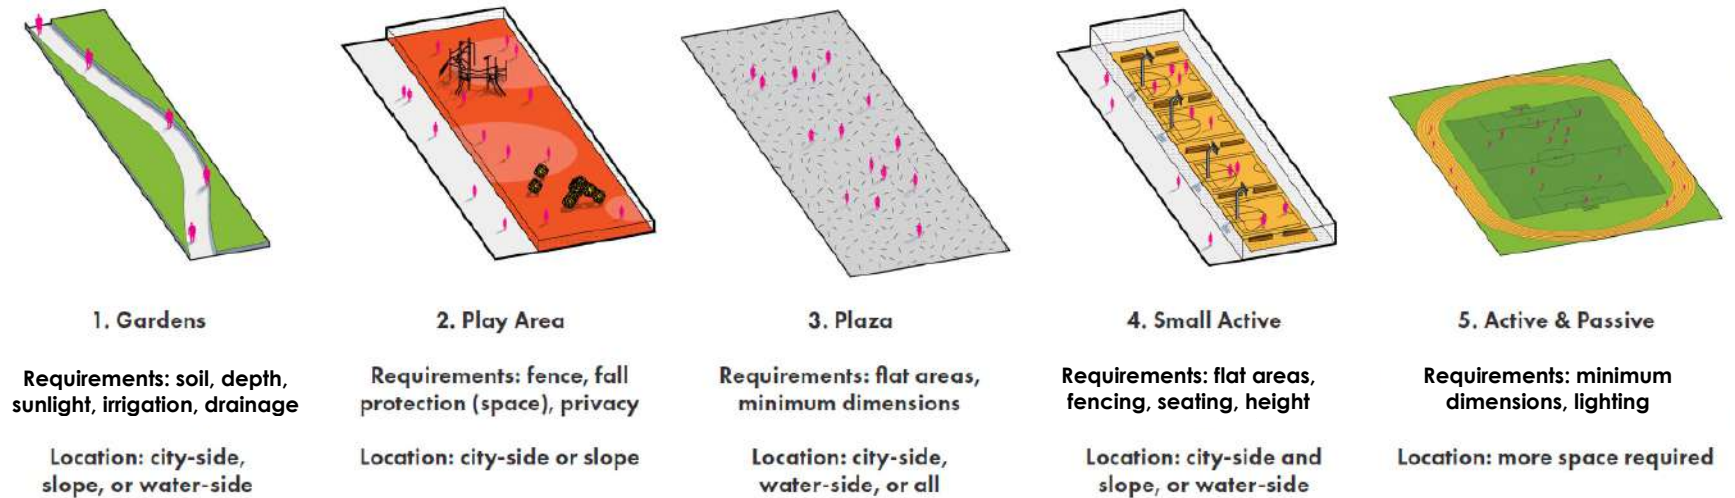 1. Gardens
Requirements: soil, depth,
sunlight, irrigation, drainage
Location: city-side,
slope, or water-side
2. Play Area
Requirements: fence, fall
protection (space), privacy
Location: city-side or slope
3. Plaza
Requirements: flat areas,
minimum dimensions
Location: city-side,
water-side, or all
4. Small Active
Requirements: flat areas,
fencing, seating, height
Location: city-side and
slope, or water-side
5. Active & Passive
Requirements: minimum
dimensions, lighting
Location: more space required